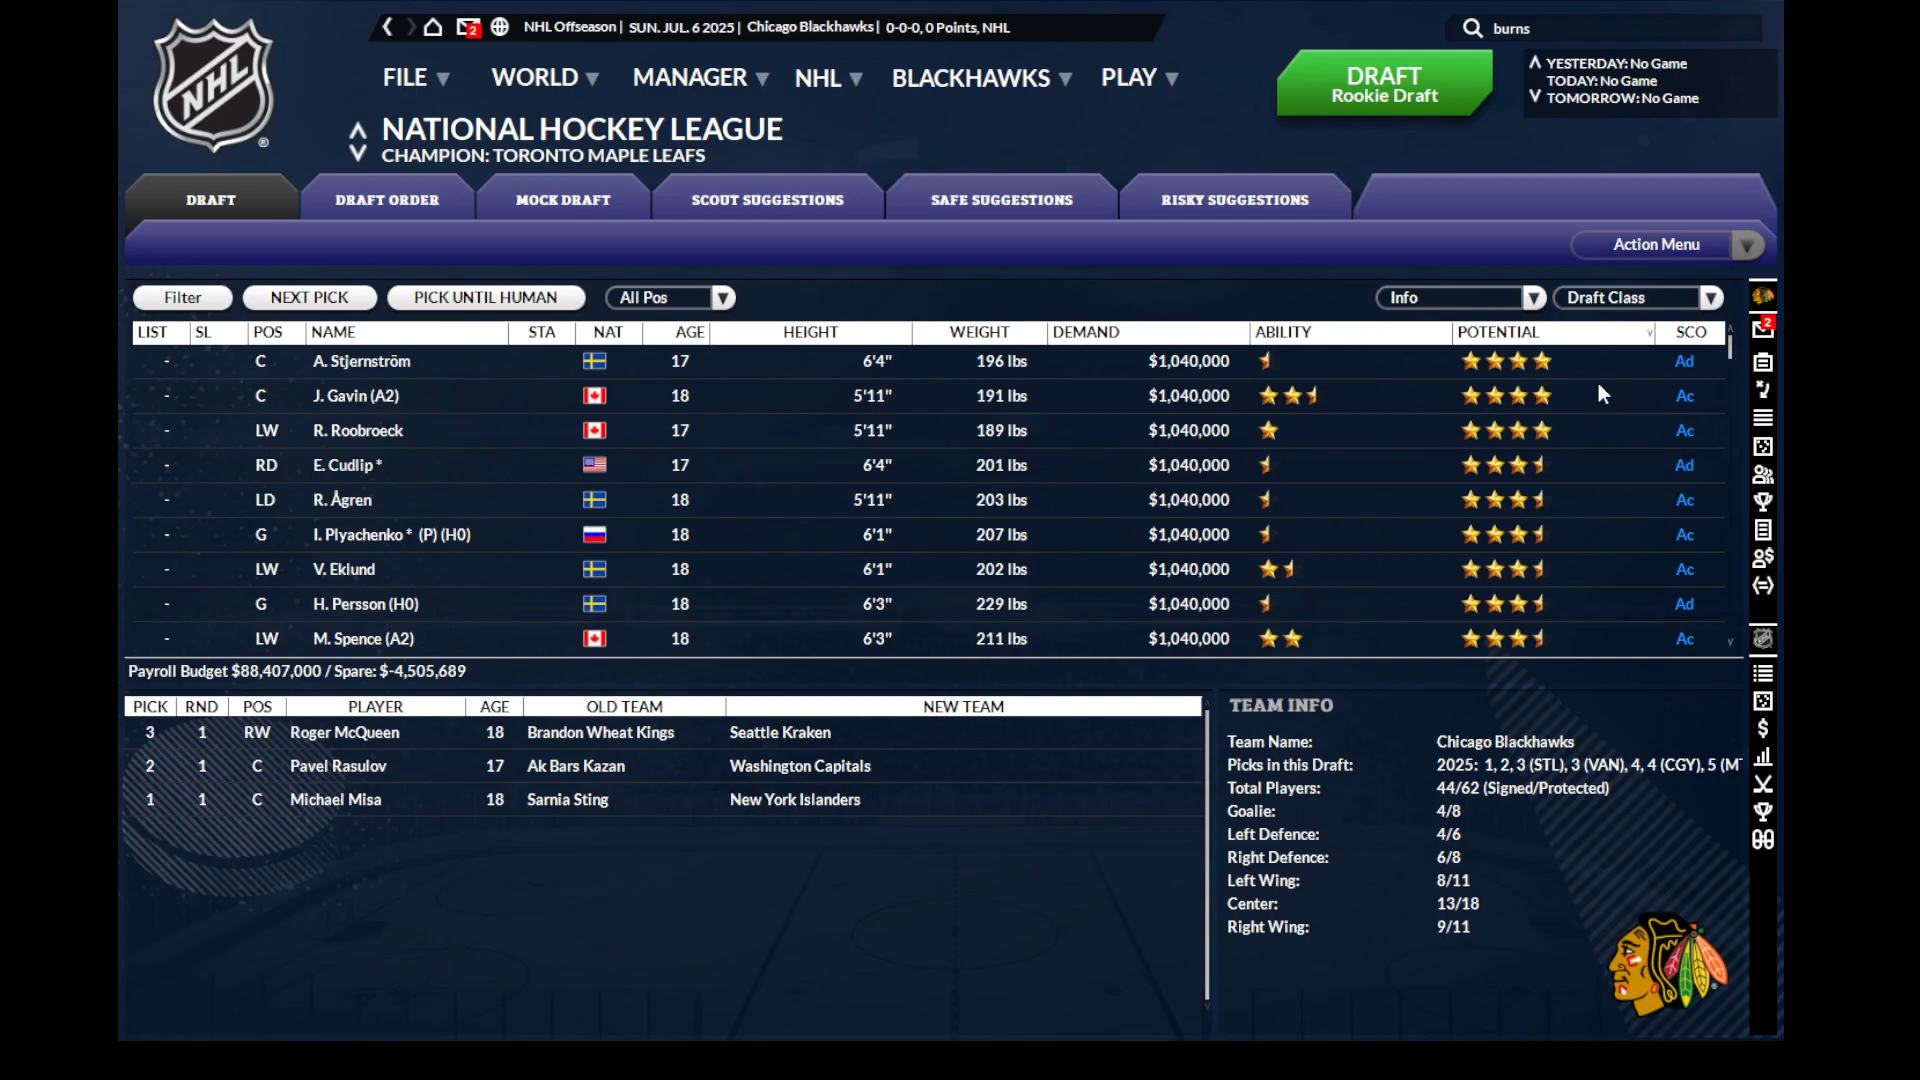 NHL
NHL Offseason | SUN. JUL. 6 2025 | Chicago Blackhawks | 0-0-0, 0 Points, NHL
2
burns
FILE WORLD MANAGER NHL BLACKHAWKS PLAY
DRAFT
Rookie Draft
YESTERDAY: No Game
TODAY: No Game
TOMORROW: No Game
NATIONAL HOCKEY LEAGUE
CHAMPION: TORONTO MAPLE LEAFS
DRAFT DRAFT ORDER MOCK DRAFT SCOUT SUGGESTIONS SAFE SUGGESTIONS RISKY SUGGESTIONS
Action Menu
Filter NEXT PICK PICK UNTIL HUMAN All Pos Info Draft Class
LIST SL POS NAME STA NAT AGE HEIGHT WEIGHT DEMAND ABILITY POTENTIAL SCO
2
- C A. Stjernström 17 6'4" 196 lbs $1,040,000 Ad
- C J. Gavin (A2) 18 5'11" 191 lbs $1,040,000 Ac
- LW R. Roobroeck 17 5'11" 189 lbs $1,040,000 Ac
- RD E. Cudlip * 17 6'4" 201 lbs $1,040,000 Ad
- LD R. Ågren 18 5'11" 203 lbs $1,040,000 Ac
- G I. Plyachenko * (P) (H0) 18 6'1" 207 lbs $1,040,000 Ac
- LW V. Eklund 18 6'1" 202 lbs $1,040,000 Ac
- G H. Persson (H0) 18 6'3" 229 lbs $1,040,000 Ad
- LW M. Spence (A2) 18 6'3" 211 lbs $1,040,000 Ac
Payroll Budget $88,407,000 / Spare: $-4,505,689
PICK RND POS PLAYER AGE OLD TEAM NEW TEAM
3 1 RW Roger McQueen 18 Brandon Wheat Kings Seattle Kraken
2 1 C Pavel Rasulov 17 Ak Bars Kazan Washington Capitals
1 1 C Michael Misa 18 Sarnia Sting New York Islanders
TEAM INFO
Team Name: Chicago Blackhawks
Picks in this Draft: 2025: 1, 2, 3 (STL), 3 (VAN), 4, 4 (CGY), 5 (M
Total Players: 44/62 (Signed/Protected)
Goalie: 4/8
Left Defence: 4/6
Right Defence: 6/8
Left Wing: 8/11
Center: 13/18
Right Wing: 9/11